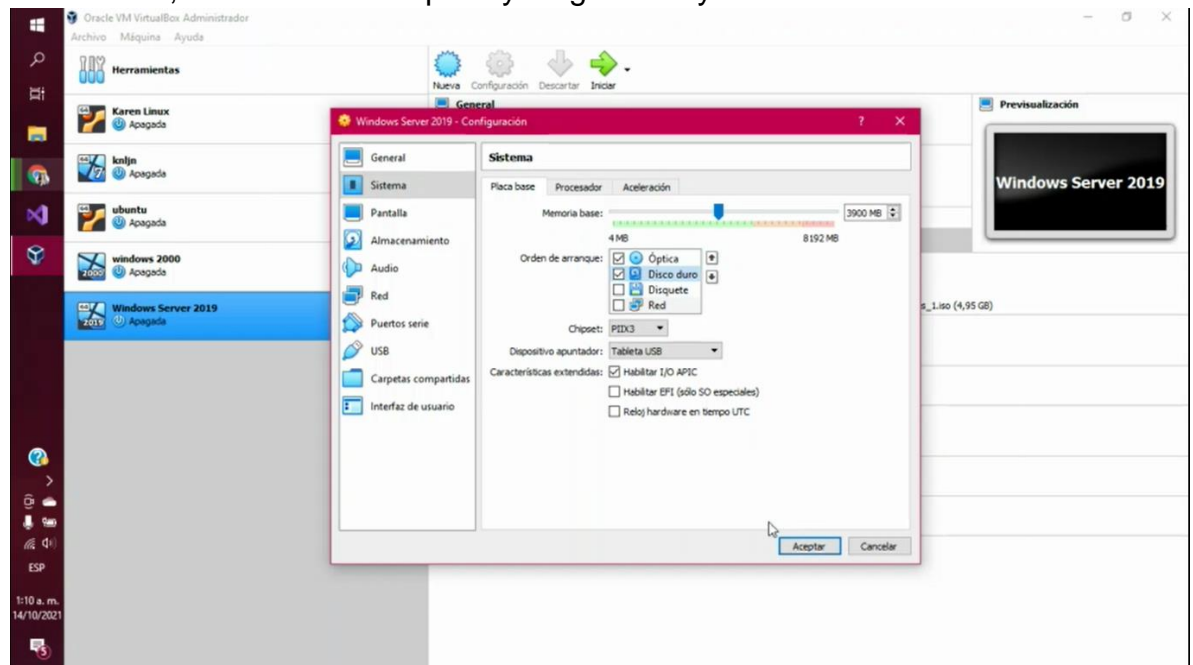 Oracle VM VirtualBox Administrador
Archivo Máquina Ayuda
Herramientas
Nueva Configuración Descartar Iniciar
Karen Linux
Apagada
knljn
Apagada
ubuntu
Apagada
windows 2000
Apagada
Windows Server 2019
Apagada
General
Previsualización
Windows Server 2019
s_1.iso (4,95 GB)
Windows Server 2019 - Configuración
General
Sistema
Pantalla
Almacenamiento
Audio
Red
Puertos serie
USB
Carpetas compartidas
Interfaz de usuario
Sistema
Placa base Procesador Aceleración
Memoria base: 3900 MB
4 MB 8192 MB
Orden de arranque:
Óptica
Disco duro
Disquete
Red
Chipset: PIIX3
Dispositivo apuntador: Tableta USB
Características extendidas: Habilitar I/O APIC
Habilitar EFI (sólo SO especiales)
Reloj hardware en tiempo UTC
Aceptar Cancelar
ESP
1:10 a. m.
14/10/2021